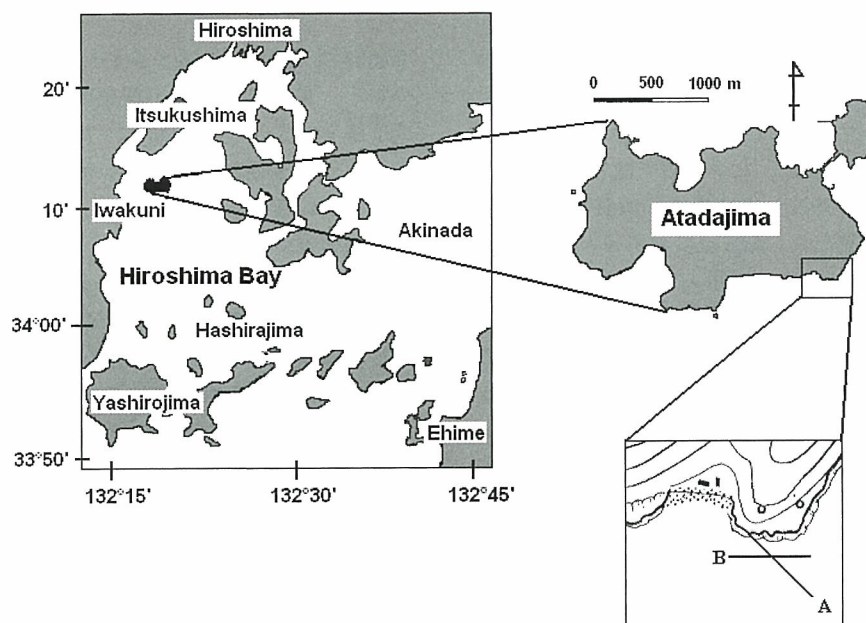 Hiroshima
20'
Itsukushima
10'
Iwakuni
Akinada
Hiroshima Bay
34°00'
Hashirajima
Yashirojima
Ehime
33°50'
132°15'
132°30'
132°45'
0 500 1000 m
Atadajima
B
A